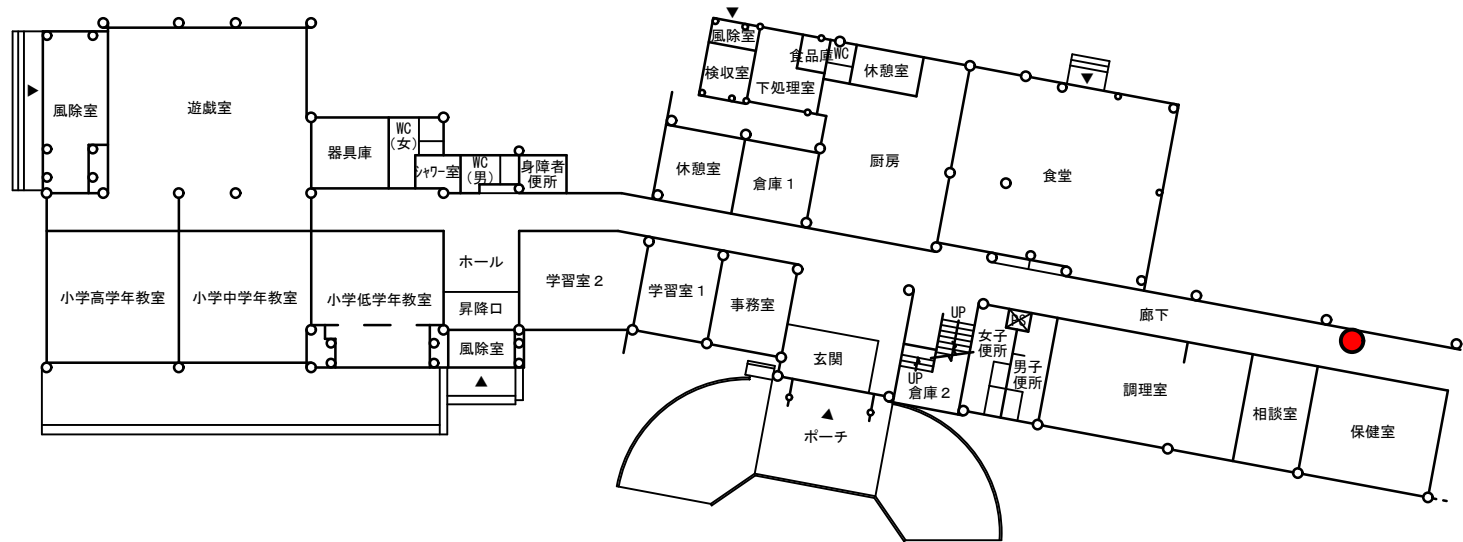 風除室
遊戯室
器具庫
WC
(女)
シャワー室
WC
(男)
身障者
便所
小学高学年教室
小学中学年教室
小学低学年教室
ホール
昇降口
風除室
学習室2
学習室1
事務室
風除室
検収室
下処理室
食品庫
WC
休憩室
休憩室
倉庫1
厨房
食堂
玄関
ポーチ
UP
UP
倉庫2
女子
便所
PS
男子
便所
廊下
調理室
相談室
保健室